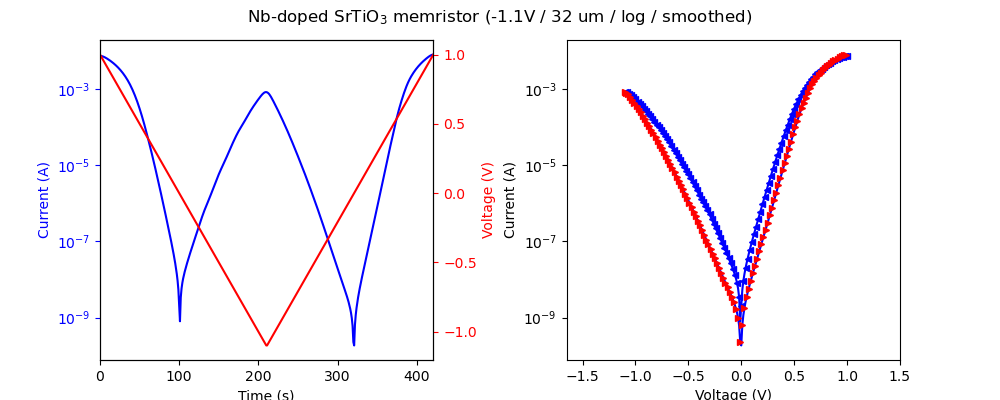 Nb-doped SrTiO₃ memristor (-1.1V / 32 um / log / smoothed)
Current (A)
10⁻³
10⁻⁵
10⁻⁷
10⁻⁹
0 100 200 300 400
Time (s)
1.0
0.5
0.0
−0.5
−1.0
Voltage (V)
Current (A)
10⁻³
10⁻⁵
10⁻⁷
10⁻⁹
−1.5 −1.0 −0.5 0.0 0.5 1.0 1.5
Voltage (V)